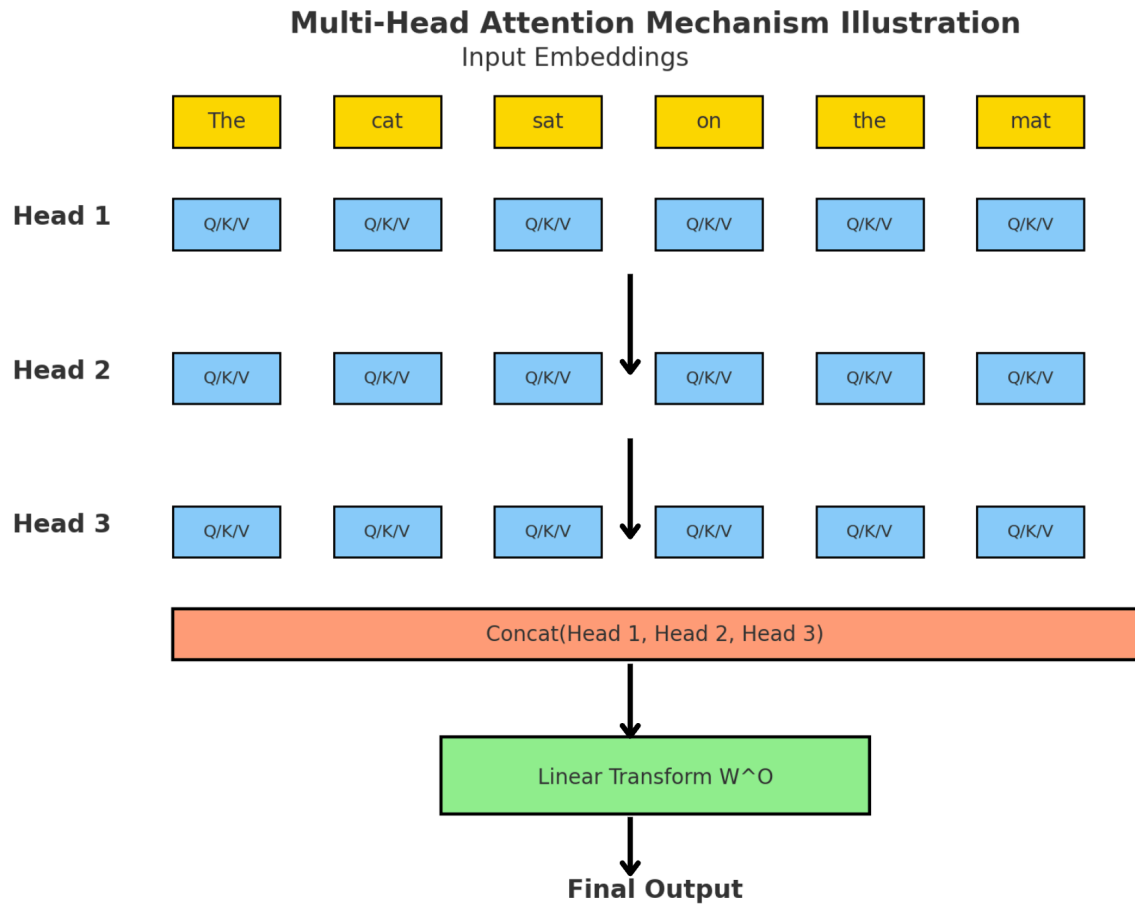 Multi-Head Attention Mechanism Illustration
Input Embeddings
The cat sat on the mat
Head 1 Q/K/V Q/K/V Q/K/V Q/K/V Q/K/V Q/K/V
Head 2 Q/K/V Q/K/V Q/K/V Q/K/V Q/K/V Q/K/V
Head 3 Q/K/V Q/K/V Q/K/V Q/K/V Q/K/V Q/K/V
Concat(Head 1, Head 2, Head 3)
Linear Transform W^O
Final Output